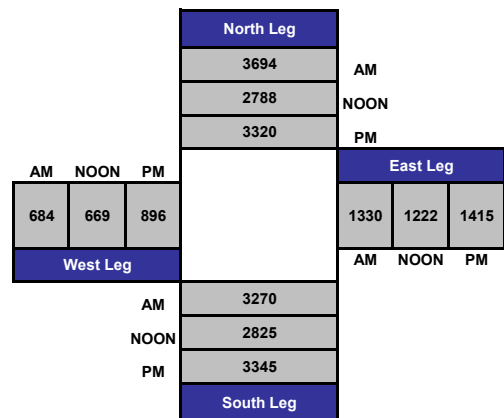 North Leg
3694 AM
2788 NOON
3320 PM
AM NOON PM
East Leg
684 669 896
1330 1222 1415
West Leg
AM NOON PM
AM 3270
NOON 2825
PM 3345
South Leg